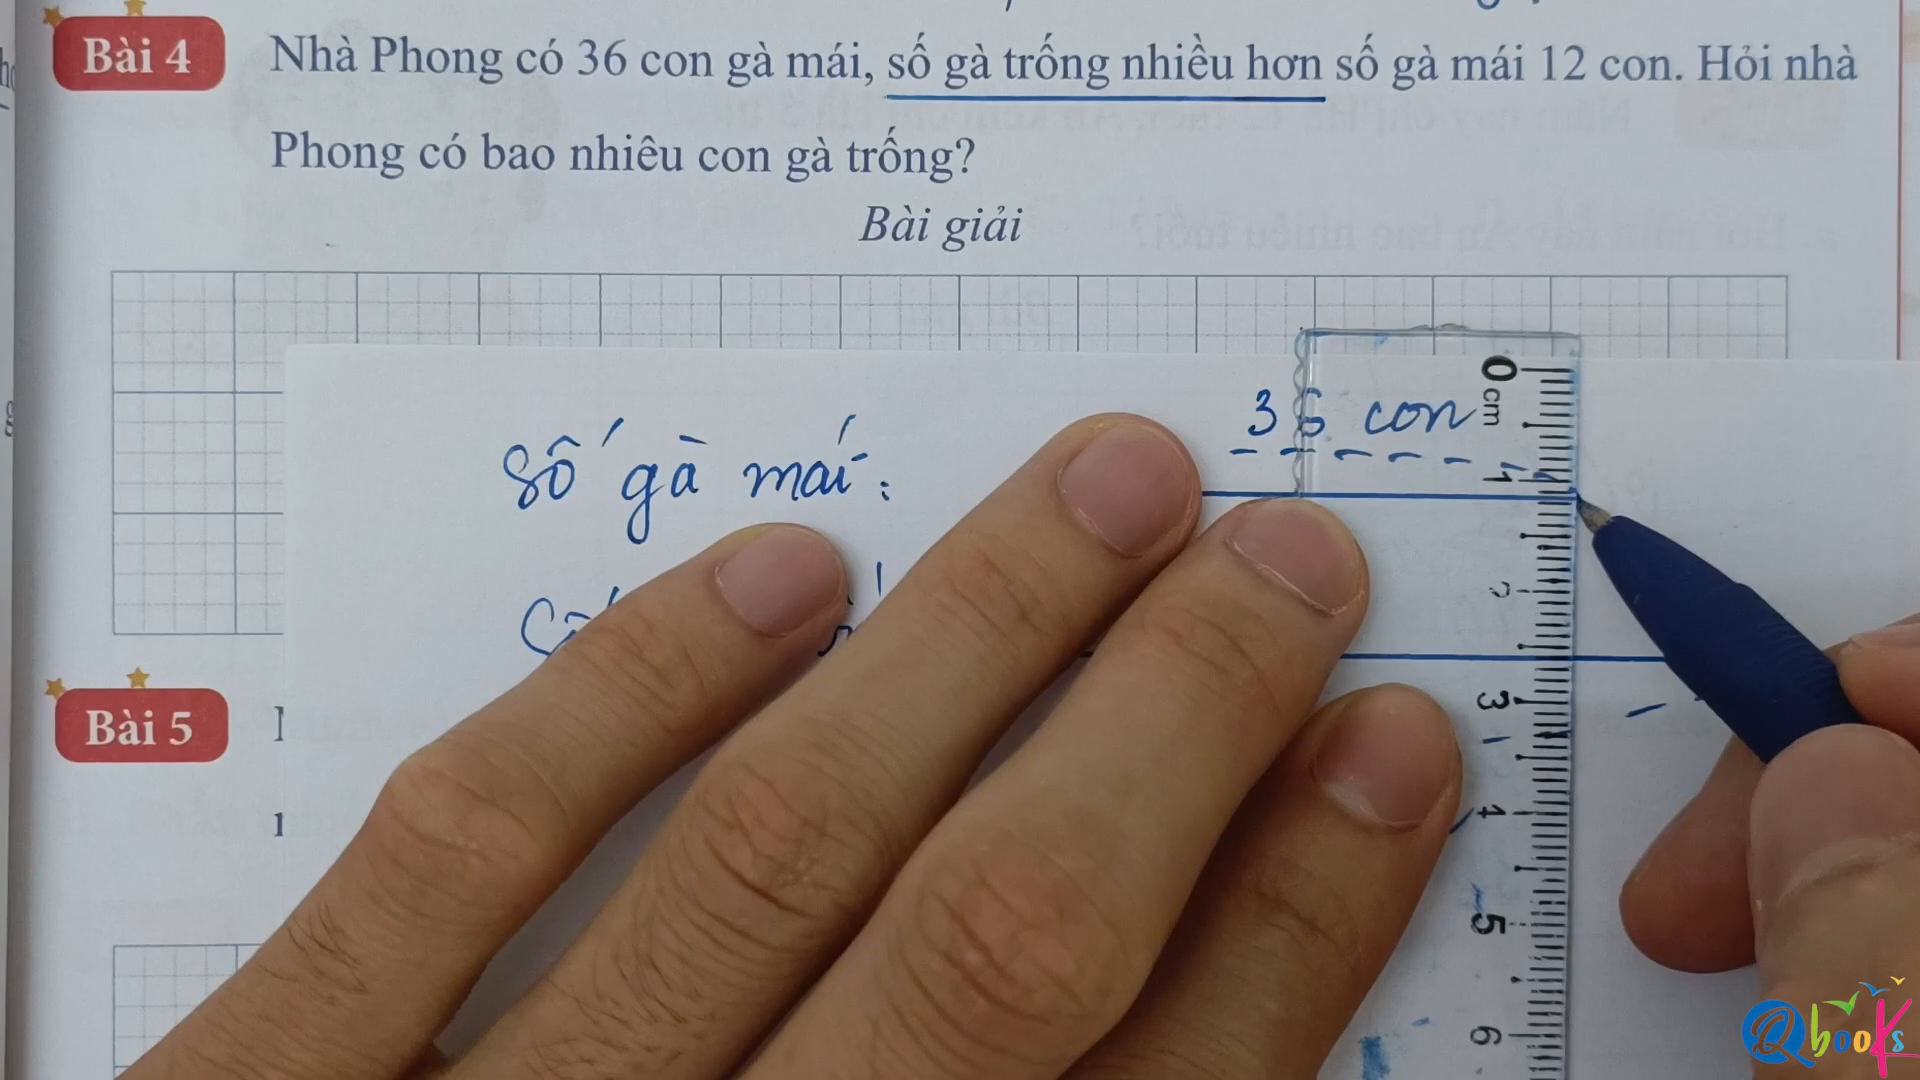 Bài 4 Nhà Phong có 36 con gà mái, số gà trống nhiều hơn số gà mái 12 con. Hỏi nhà
Phong có bao nhiêu con gà trống?
Bài giải
36 con
Số gà mái:
Bài 5
0 cm
1
2
3
4
5
6
Qbooks